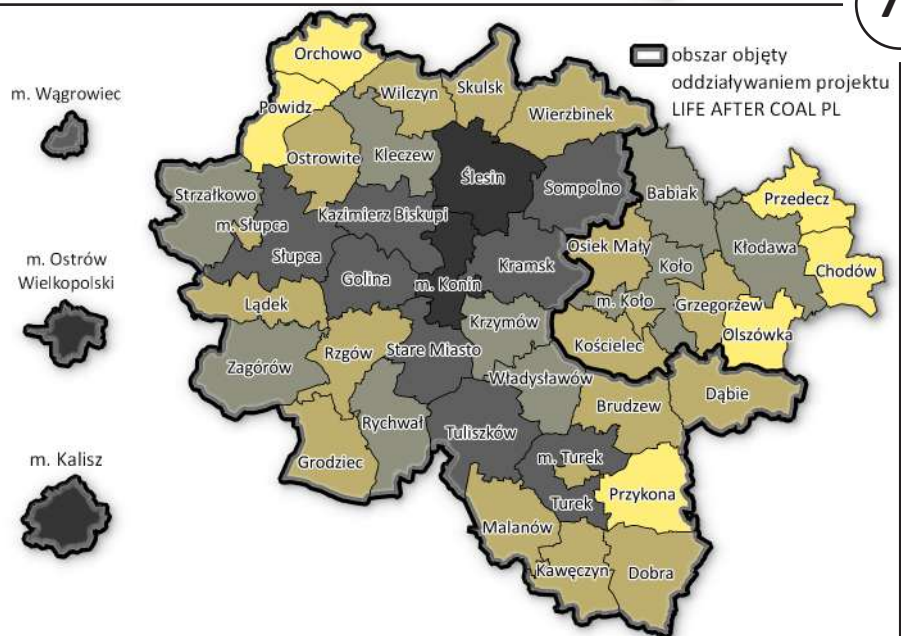 7
obszar objęty
oddziaływaniem projektu
LIFE AFTER COAL PL
m. Wągrowiec
m. Ostrów
Wielkopolski
m. Kalisz
Orchowo
Wilczyn
Skulsk
Powidz
Wierzbinek
Ostrowite
Kleczew
Ślesin
Sompolno
Babiak
Przedecz
Strzałkowo
m. Słupca
Kazimierz Biskupi
Słupca
Golina
m. Konin
Kramsk
Osiek Mały
Koło
Kłodawa
Chodów
Lądek
m. Koło
Grzegorzew
Olszówka
Krzymów
Kościelec
Zagórów
Rzgów
Stare Miasto
Władysławów
Dąbie
Rychwał
Brudzew
Grodziec
Tuliszków
m. Turek
Przykona
Turek
Malanów
Kawęczyn
Dobra